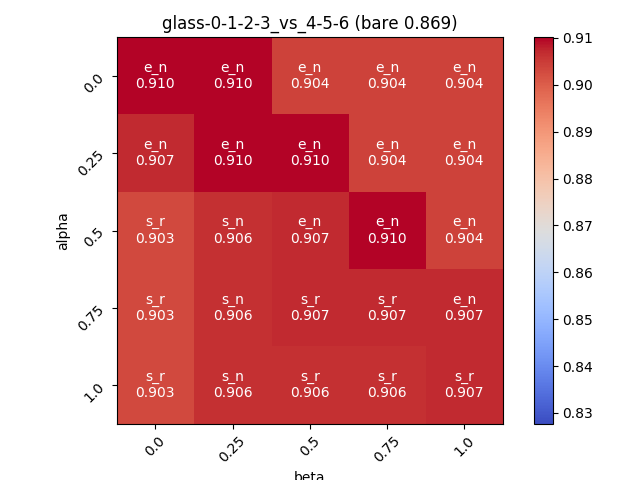 glass-0-1-2-3_vs_4-5-6 (bare 0.869)
e_n e_n e_n e_n e_n
0.910 0.910 0.904 0.904 0.904
e_n e_n e_n e_n e_n
0.907 0.910 0.910 0.904 0.904
s_r s_n e_n e_n e_n
0.903 0.906 0.907 0.910 0.904
s_r s_n s_r s_r e_n
0.903 0.906 0.907 0.907 0.907
s_r s_n s_r s_r s_r
0.903 0.906 0.906 0.906 0.907
0.0
0.25
0.5
0.75
1.0
alpha
0.0 0.25 0.5 0.75 1.0
beta
0.91
0.90
0.89
0.88
0.87
0.86
0.85
0.84
0.83